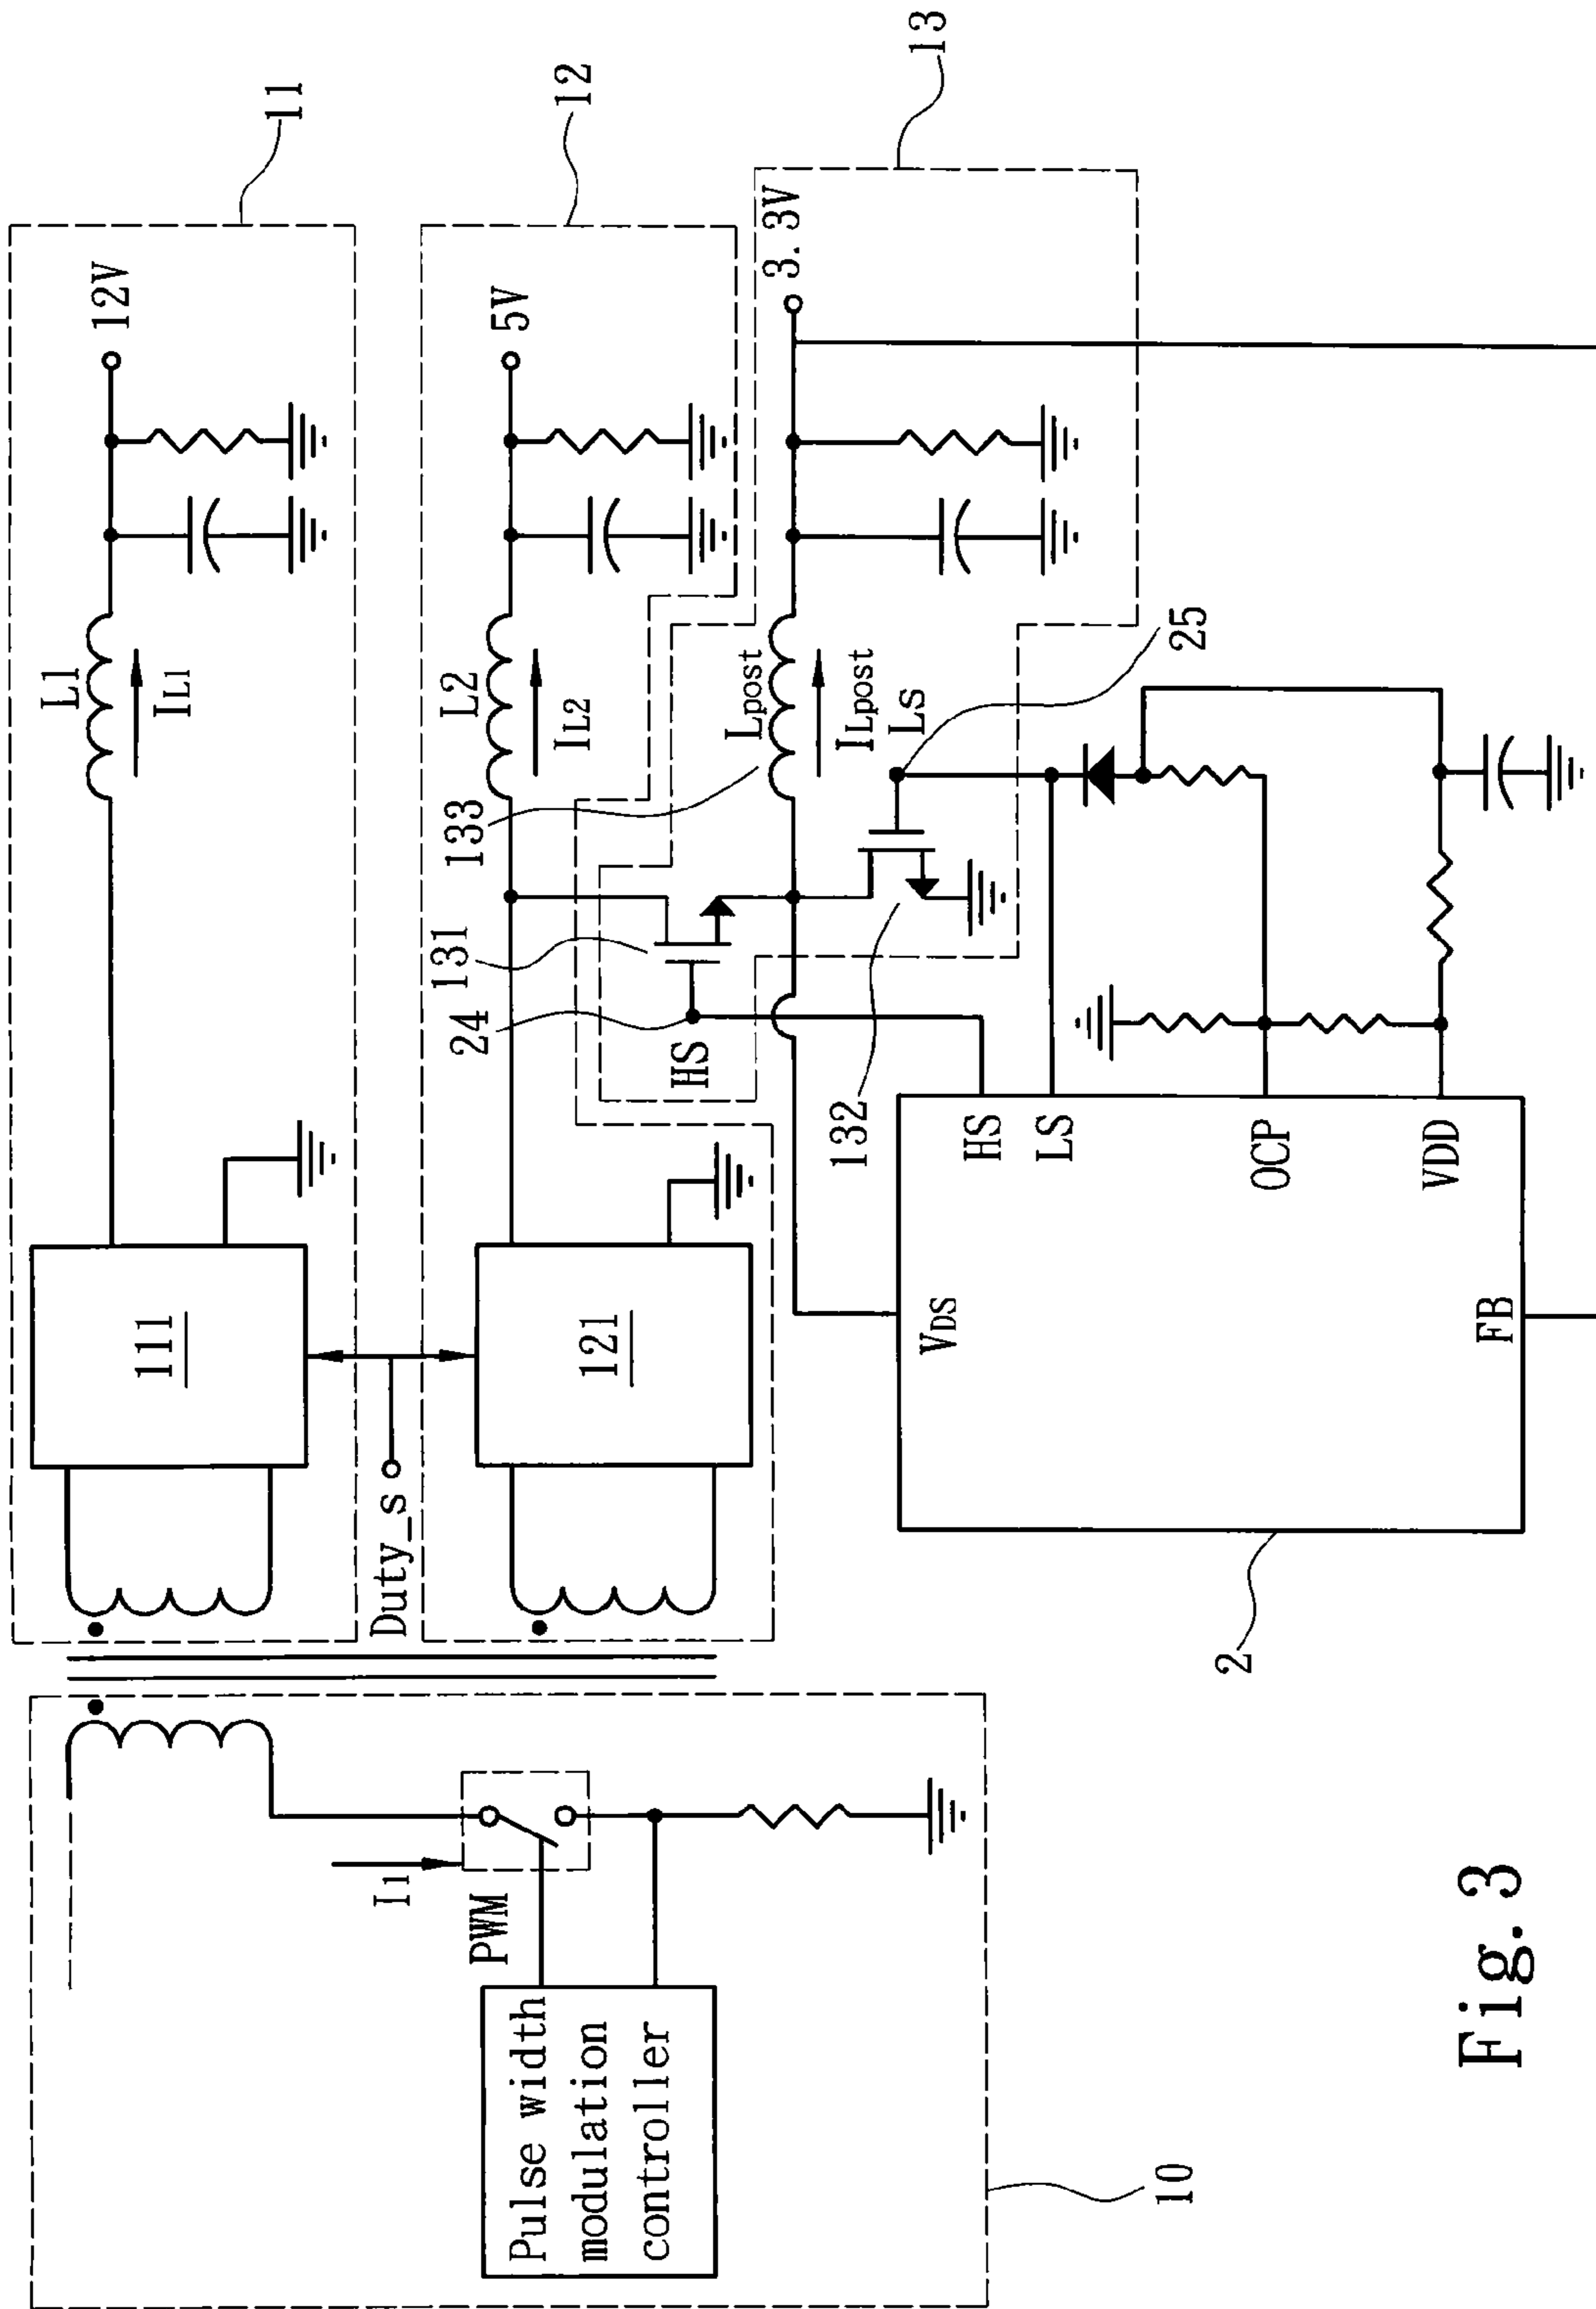 11
12V
L1
IL1
111
12
5V
L2
IL2
133
131
24
HS
121
Duty_s
13
3.3V
Lpost
ILpost
Ls
25
132
VDS
HS
LS
OCP
VDD
FB
2
I1
PWM
Pulse width
modulation
controller
10
Fig. 3